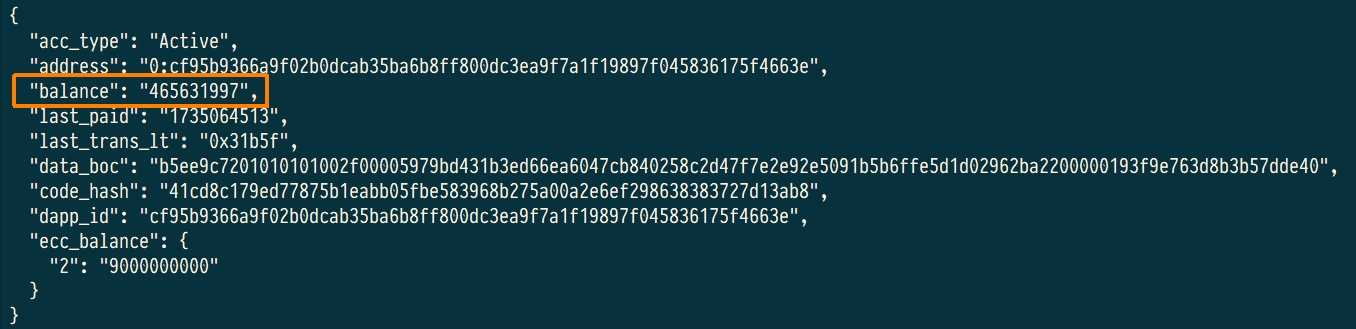 {
"acc_type": "Active",
"address": "0:cf95b9366a9f02b0dcab35ba6b8ff800dc3ea9f7a1f19897f045836175f4663e",
"balance": "465631997",
"last_paid": "1735064513",
"last_trans_lt": "0x31b5f",
"data_boc": "b5ee9c7201010101002f00005979bd431b3ed66ea6047cb840258c2d47f7e2e92e5091b5b6ffe5d1d02962ba2200000193f9e763d8b3b57dde40",
"code_hash": "41cd8c179ed77875b1eabb05fbe583968b275a00a2e6ef298638383727d13ab8",
"dapp_id": "cf95b9366a9f02b0dcab35ba6b8ff800dc3ea9f7a1f19897f045836175f4663e",
"ecc_balance": {
"2": "9000000000"
}
}